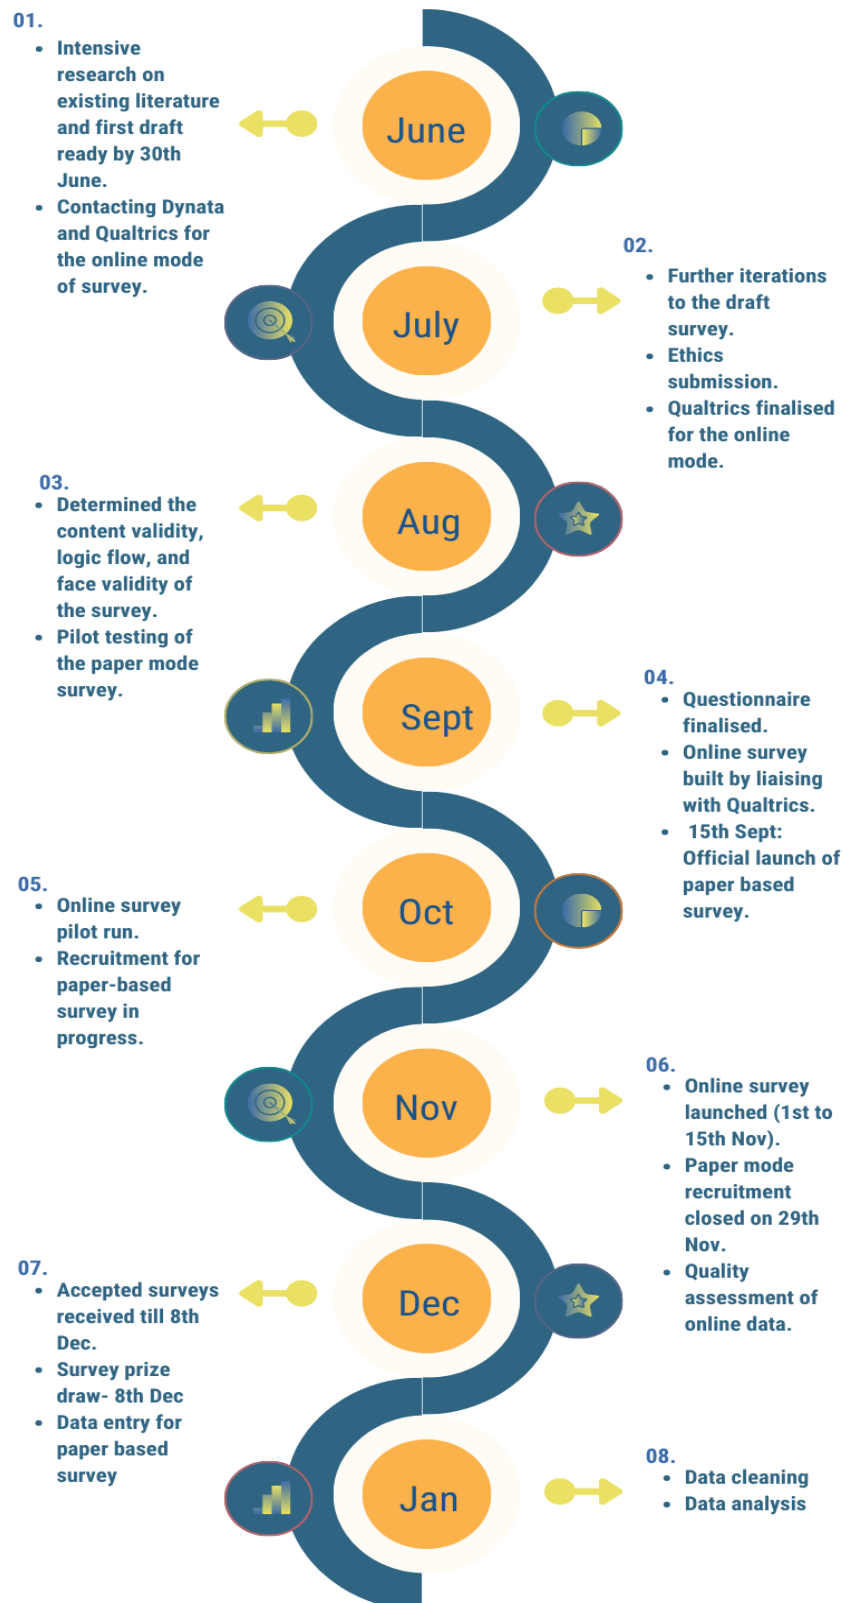 01.
• Intensive
research on
existing literature
and first draft
ready by 30th
June.
• Contacting Dynata
and Qualtrics for
the online mode
of survey.
June
02.
• Further iterations
to the draft
survey.
• Ethics
submission.
• Qualtrics finalised
for the online
mode.
July
03.
• Determined the
content validity,
logic flow, and
face validity of
the survey.
• Pilot testing of
the paper mode
survey.
Aug
04.
• Questionnaire
finalised.
• Online survey
built by liaising
with Qualtrics.
• 15th Sept:
Official launch of
paper based
survey.
Sept
05.
• Online survey
pilot run.
• Recruitment for
paper-based
survey in
progress.
Oct
06.
• Online survey
launched (1st to
15th Nov).
• Paper mode
recruitment
closed on 29th
Nov.
• Quality
assessment of
online data.
Nov
07.
• Accepted surveys
received till 8th
Dec.
• Survey prize
draw- 8th Dec
• Data entry for
paper based
survey
Dec
08.
• Data cleaning
• Data analysis
Jan